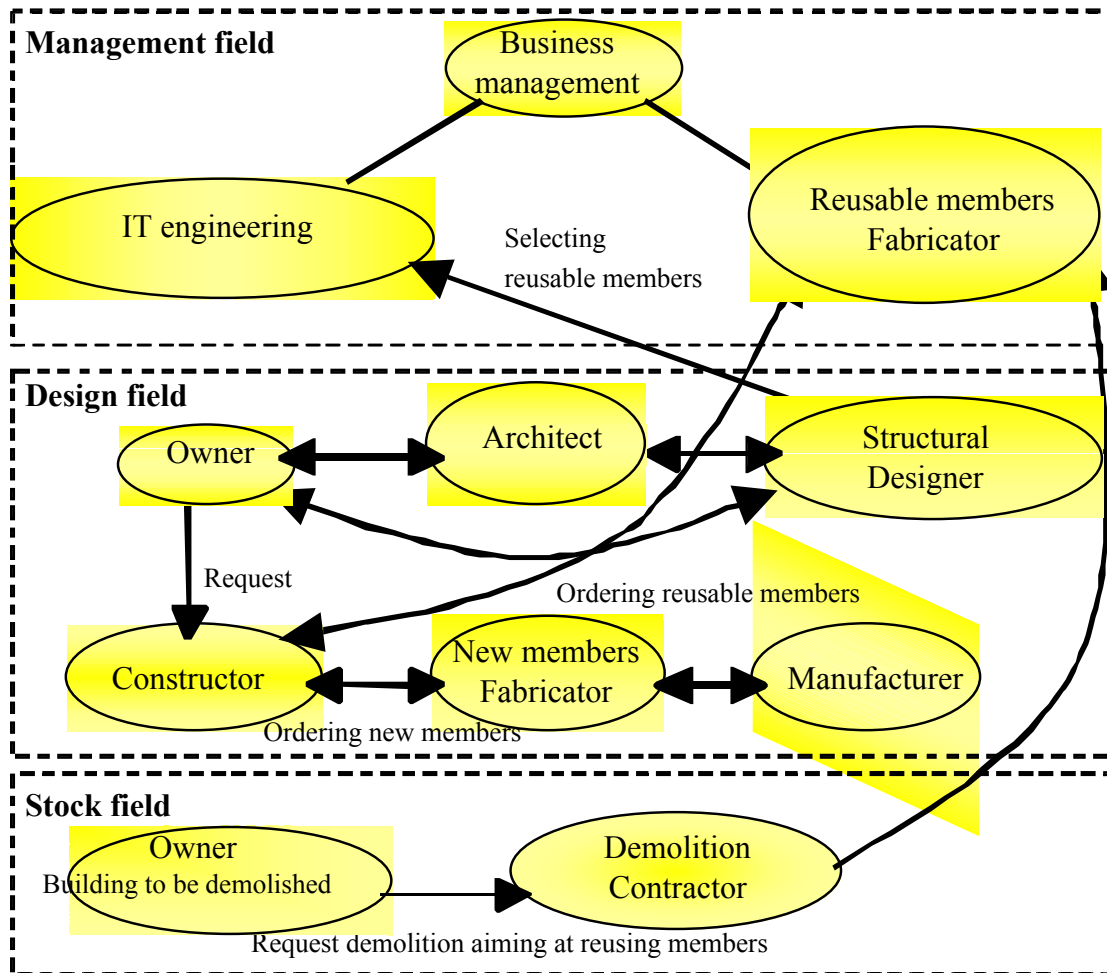 Management field
Business
management
IT engineering
Reusable members
Fabricator
Selecting
reusable members
Design field
Owner
Architect
Structural
Designer
Request
Ordering reusable members
Constructor
New members
Fabricator
Manufacturer
Ordering new members
Stock field
Owner
Building to be demolished
Demolition
Contractor
Request demolition aiming at reusing members